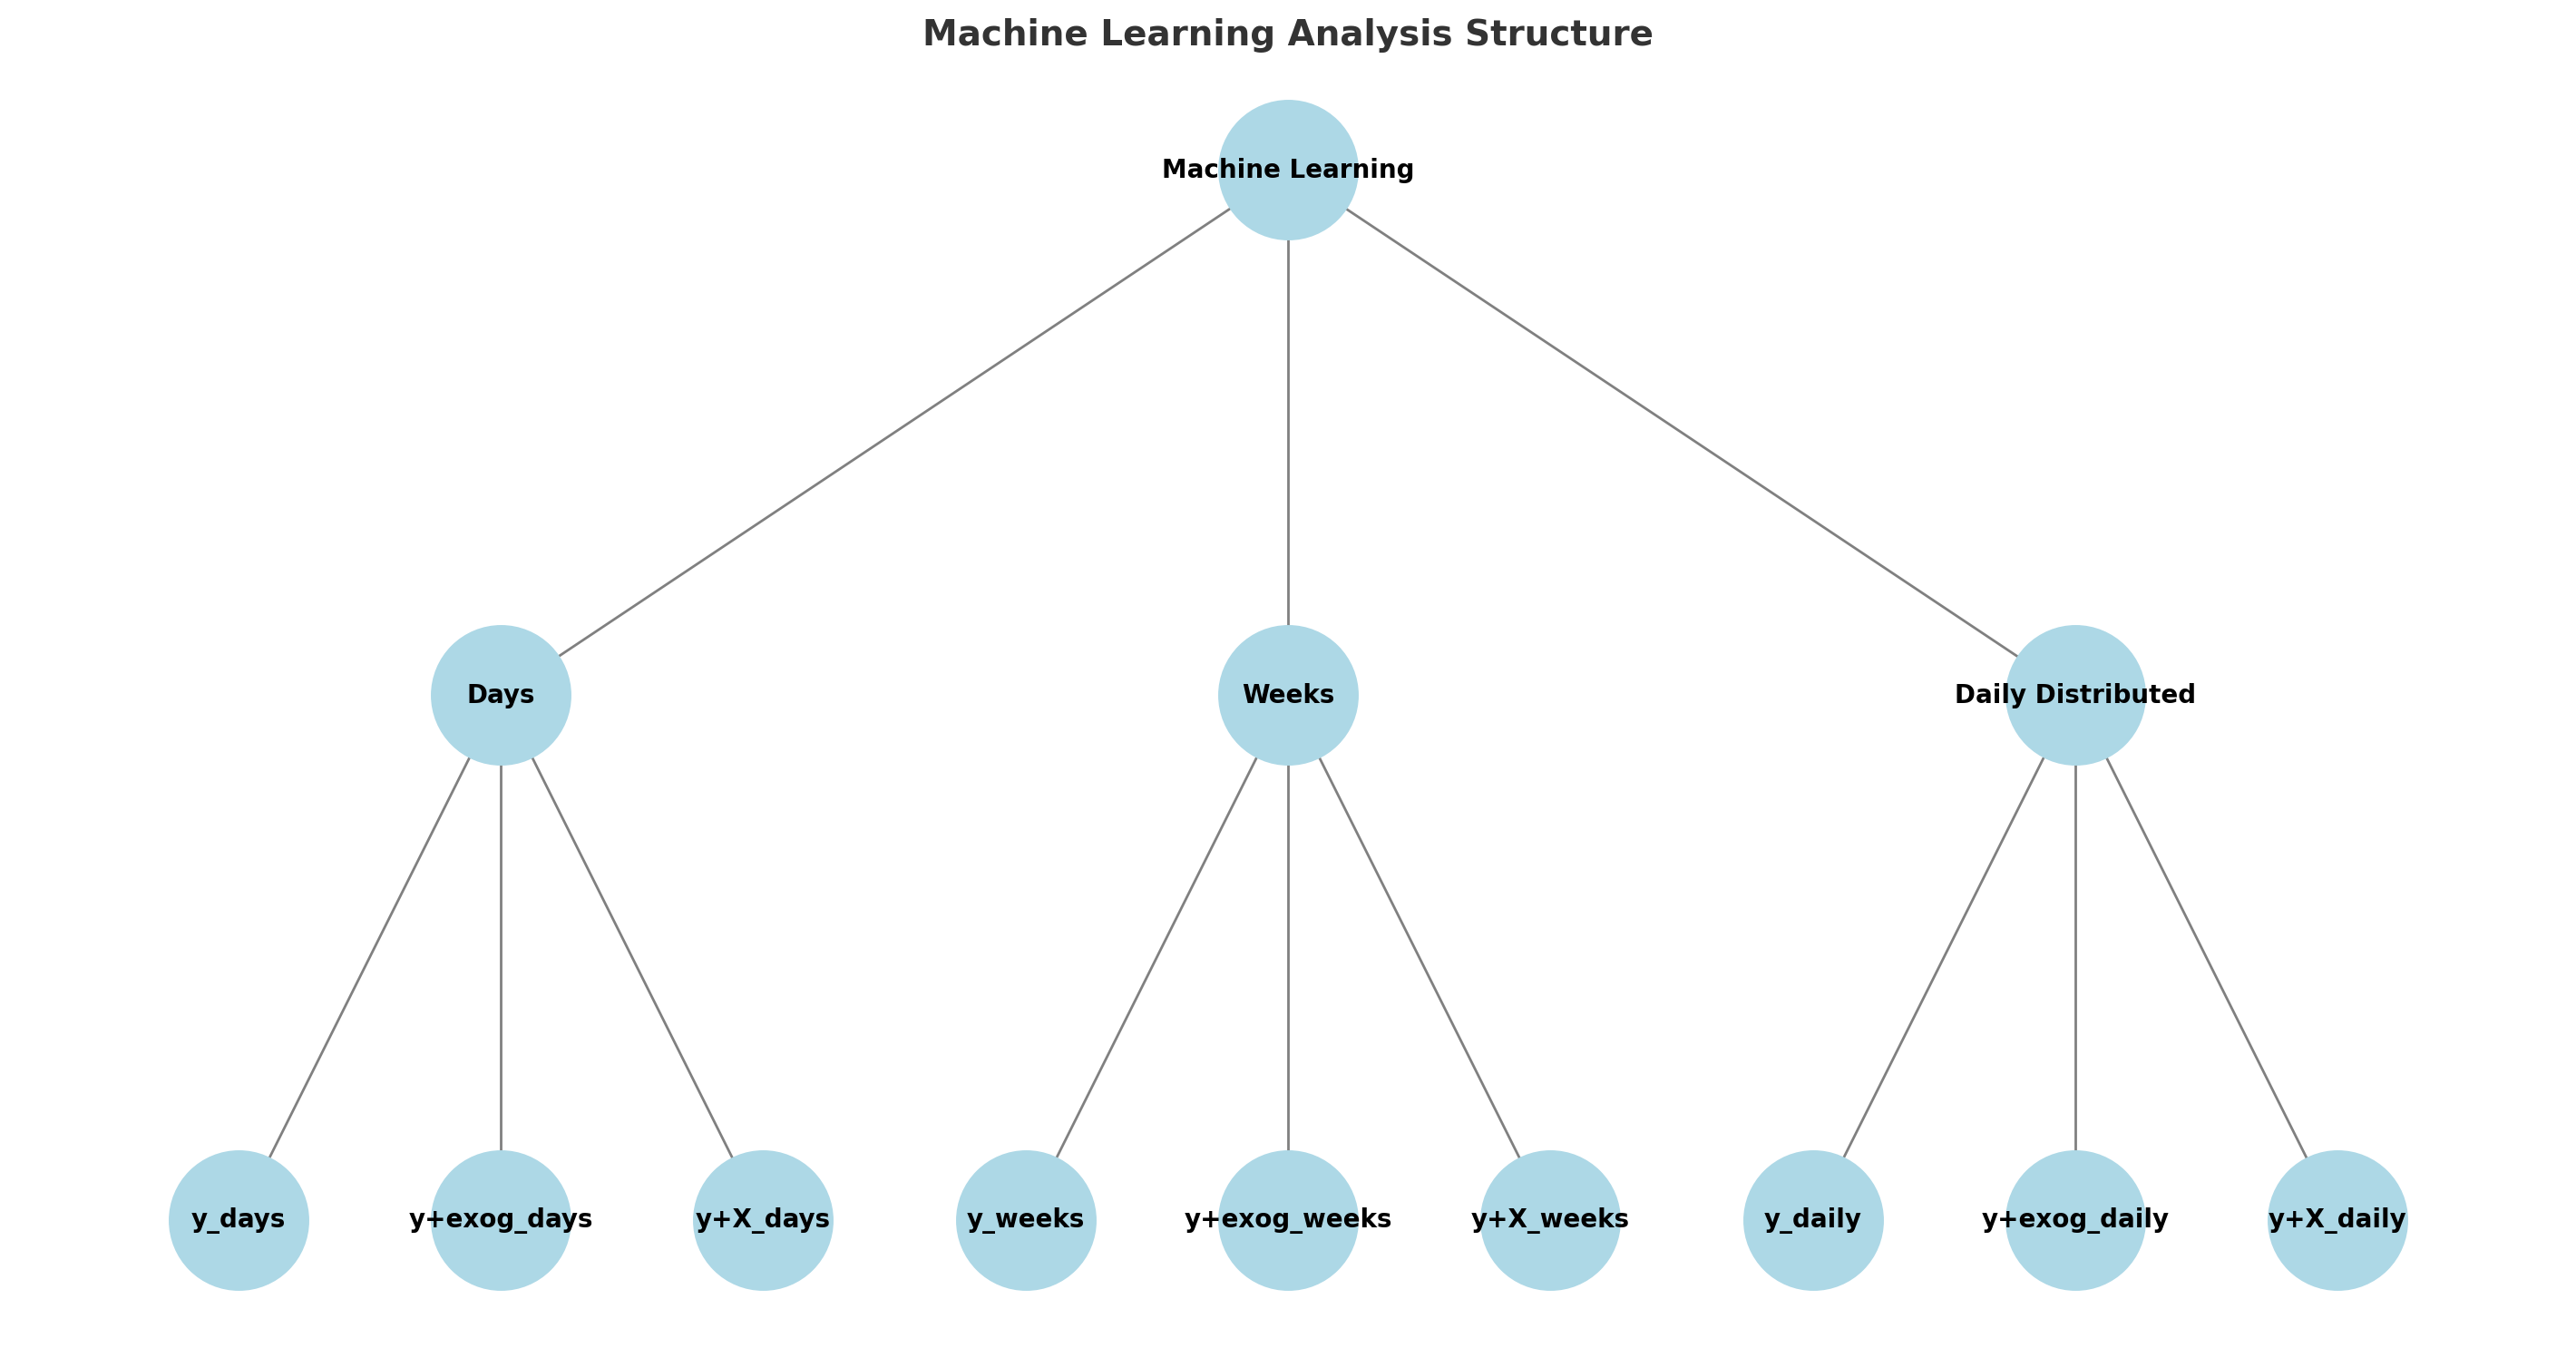 Machine Learning Analysis Structure
Machine Learning
Days
Weeks
Daily Distributed
y_days
y+exog_days
y+X_days
y_weeks
y+exog_weeks
y+X_weeks
y_daily
y+exog_daily
y+X_daily